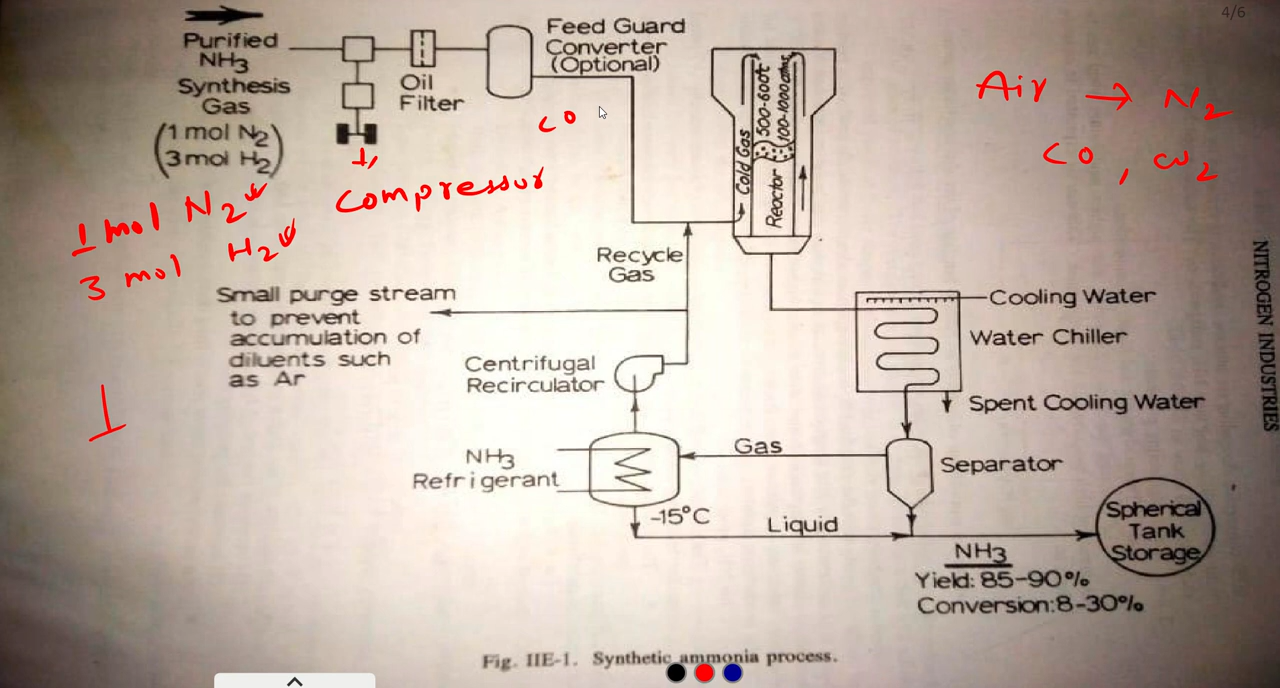 4/6
Purified
NH3
Synthesis
Gas
(1 mol N2
3 mol H2)
Oil
Filter
Feed Guard
Converter
(Optional)
Cold Gas
Reactor
500-600°C
100-1000 atms
Air → N2
CO, CO2
CO
1 mol N2
3 mol H2
Compressor
Recycle
Gas
Small purge stream
to prevent
accumulation of
diluents such
as Ar
Centrifugal
Recirculator
Cooling Water
Water Chiller
Spent Cooling Water
NH3
Refrigerant
Gas
Separator
-15°C
Liquid
Spherical
Tank
Storage
NH3
Yield: 85-90%
Conversion:8-30%
NITROGEN INDUSTRIES
Fig. IIE-1. Synthetic ammonia process.